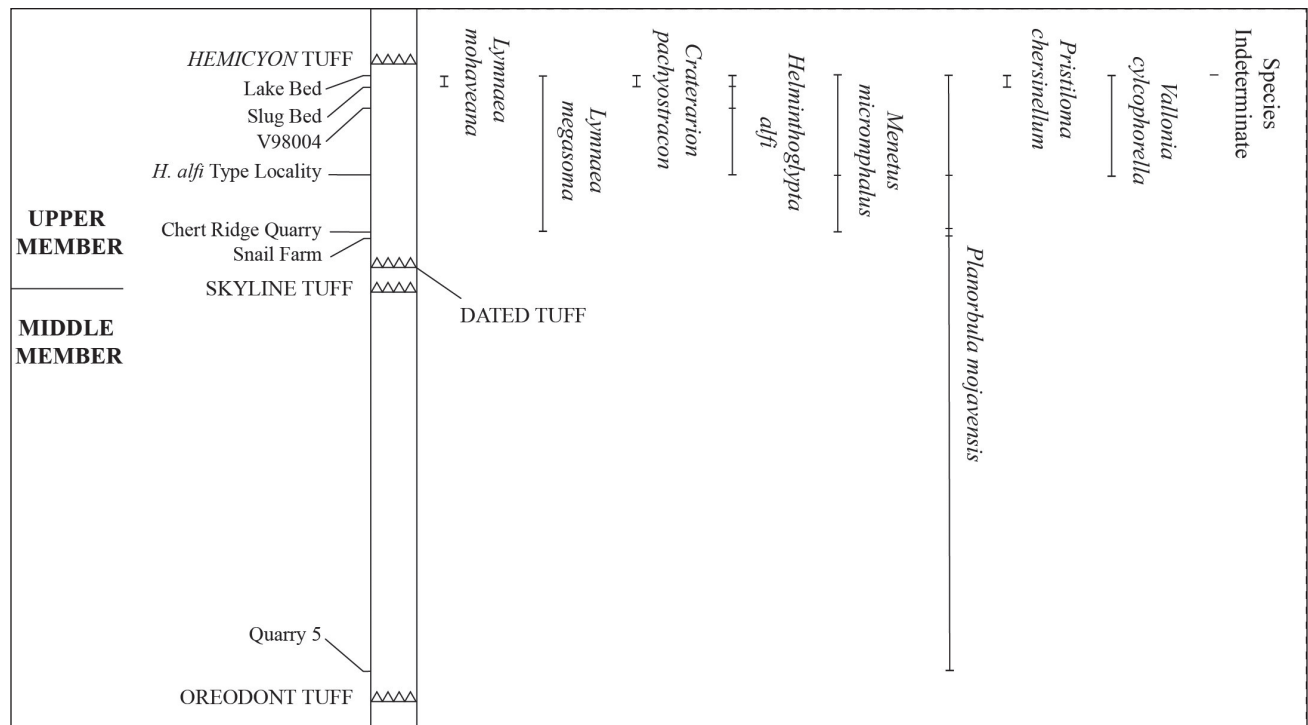 HEMICYON TUFF
Lake Bed
Slug Bed
V98004
H. alfi Type Locality
UPPER
MEMBER
Chert Ridge Quarry
Snail Farm
SKYLINE TUFF
DATED TUFF
MIDDLE
MEMBER
Quarry 5
OREODONT TUFF
Lymnaea
mohaveana
Lymnaea
megasoma
Craterarion
pachyostracon
Helminthoglypta
alfi
Menetus
micromphalus
Planorbula mojavensis
Pristiloma
chersinellum
Vallonia
cylcophorella
Species
Indeterminate